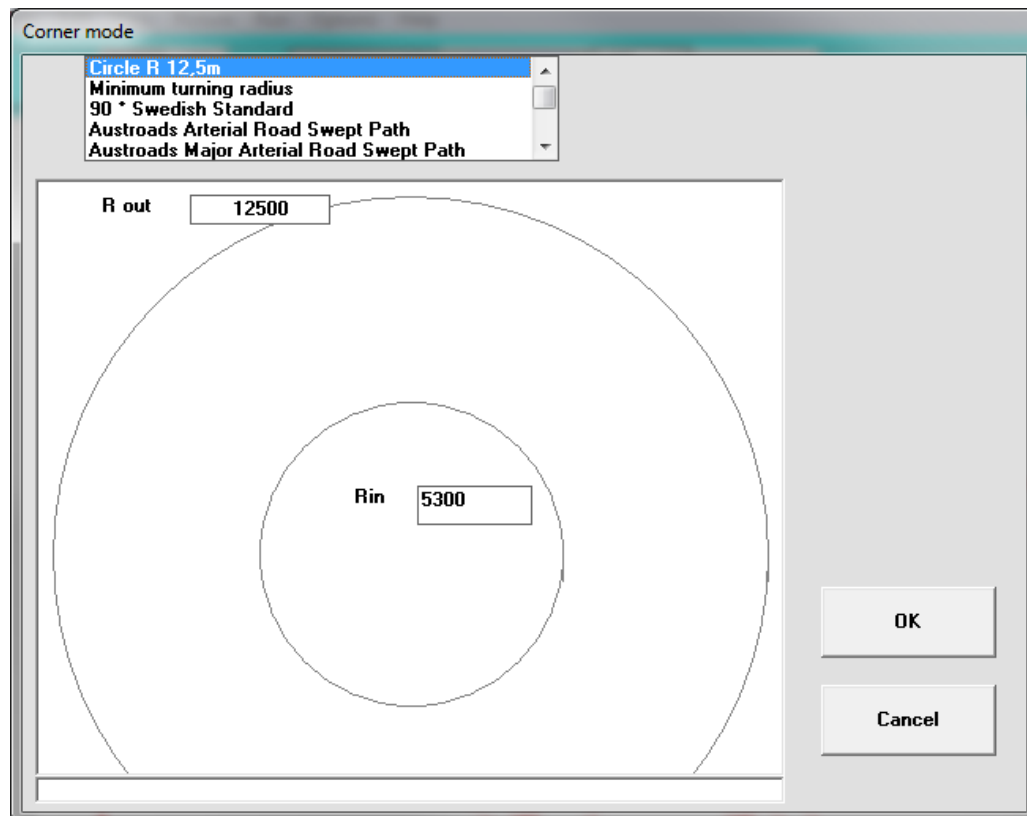 Corner mode
Circle R 12,5m
Minimum turning radius
90 * Swedish Standard
Austroads Arterial Road Swept Path
Austroads Major Arterial Road Swept Path
R out 12500
Rin 5300
OK
Cancel